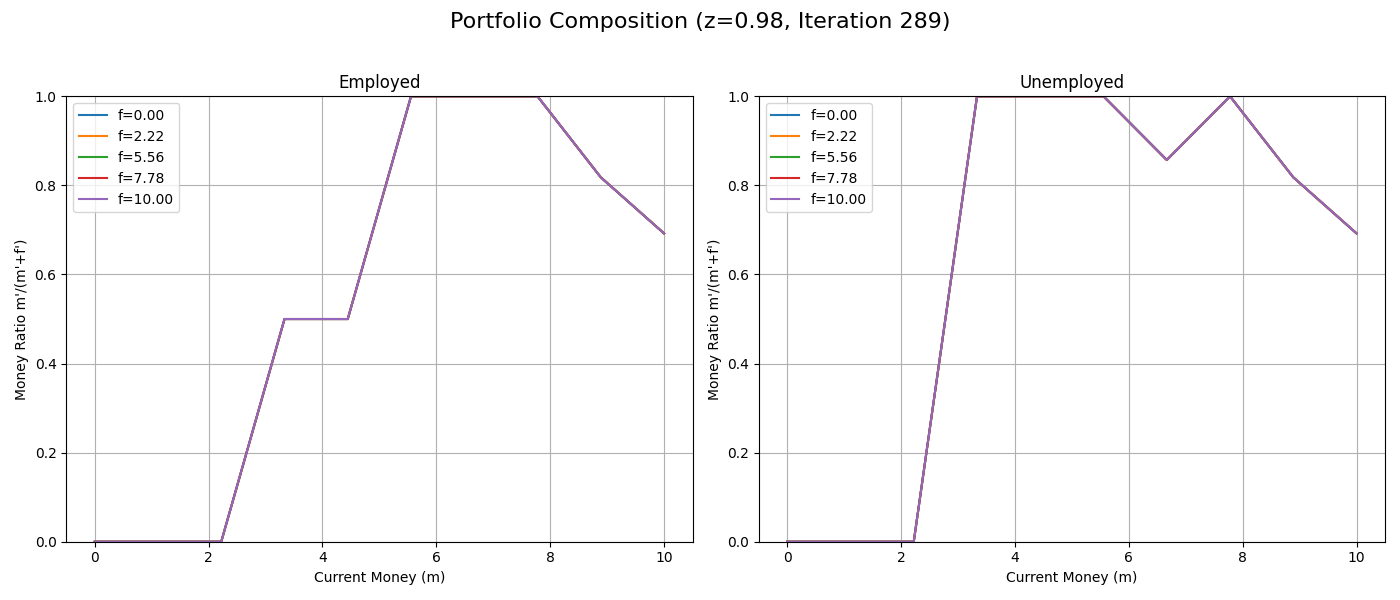 Portfolio Composition (z=0.98, Iteration 289)
Employed
1.0
0.8
0.6
0.4
0.2
0.0
Money Ratio m'/(m'+f')
f=0.00
f=2.22
f=5.56
f=7.78
f=10.00
0 2 4 6 8 10
Current Money (m)
Unemployed
1.0
0.8
0.6
0.4
0.2
0.0
Money Ratio m'/(m'+f')
f=0.00
f=2.22
f=5.56
f=7.78
f=10.00
0 2 4 6 8 10
Current Money (m)